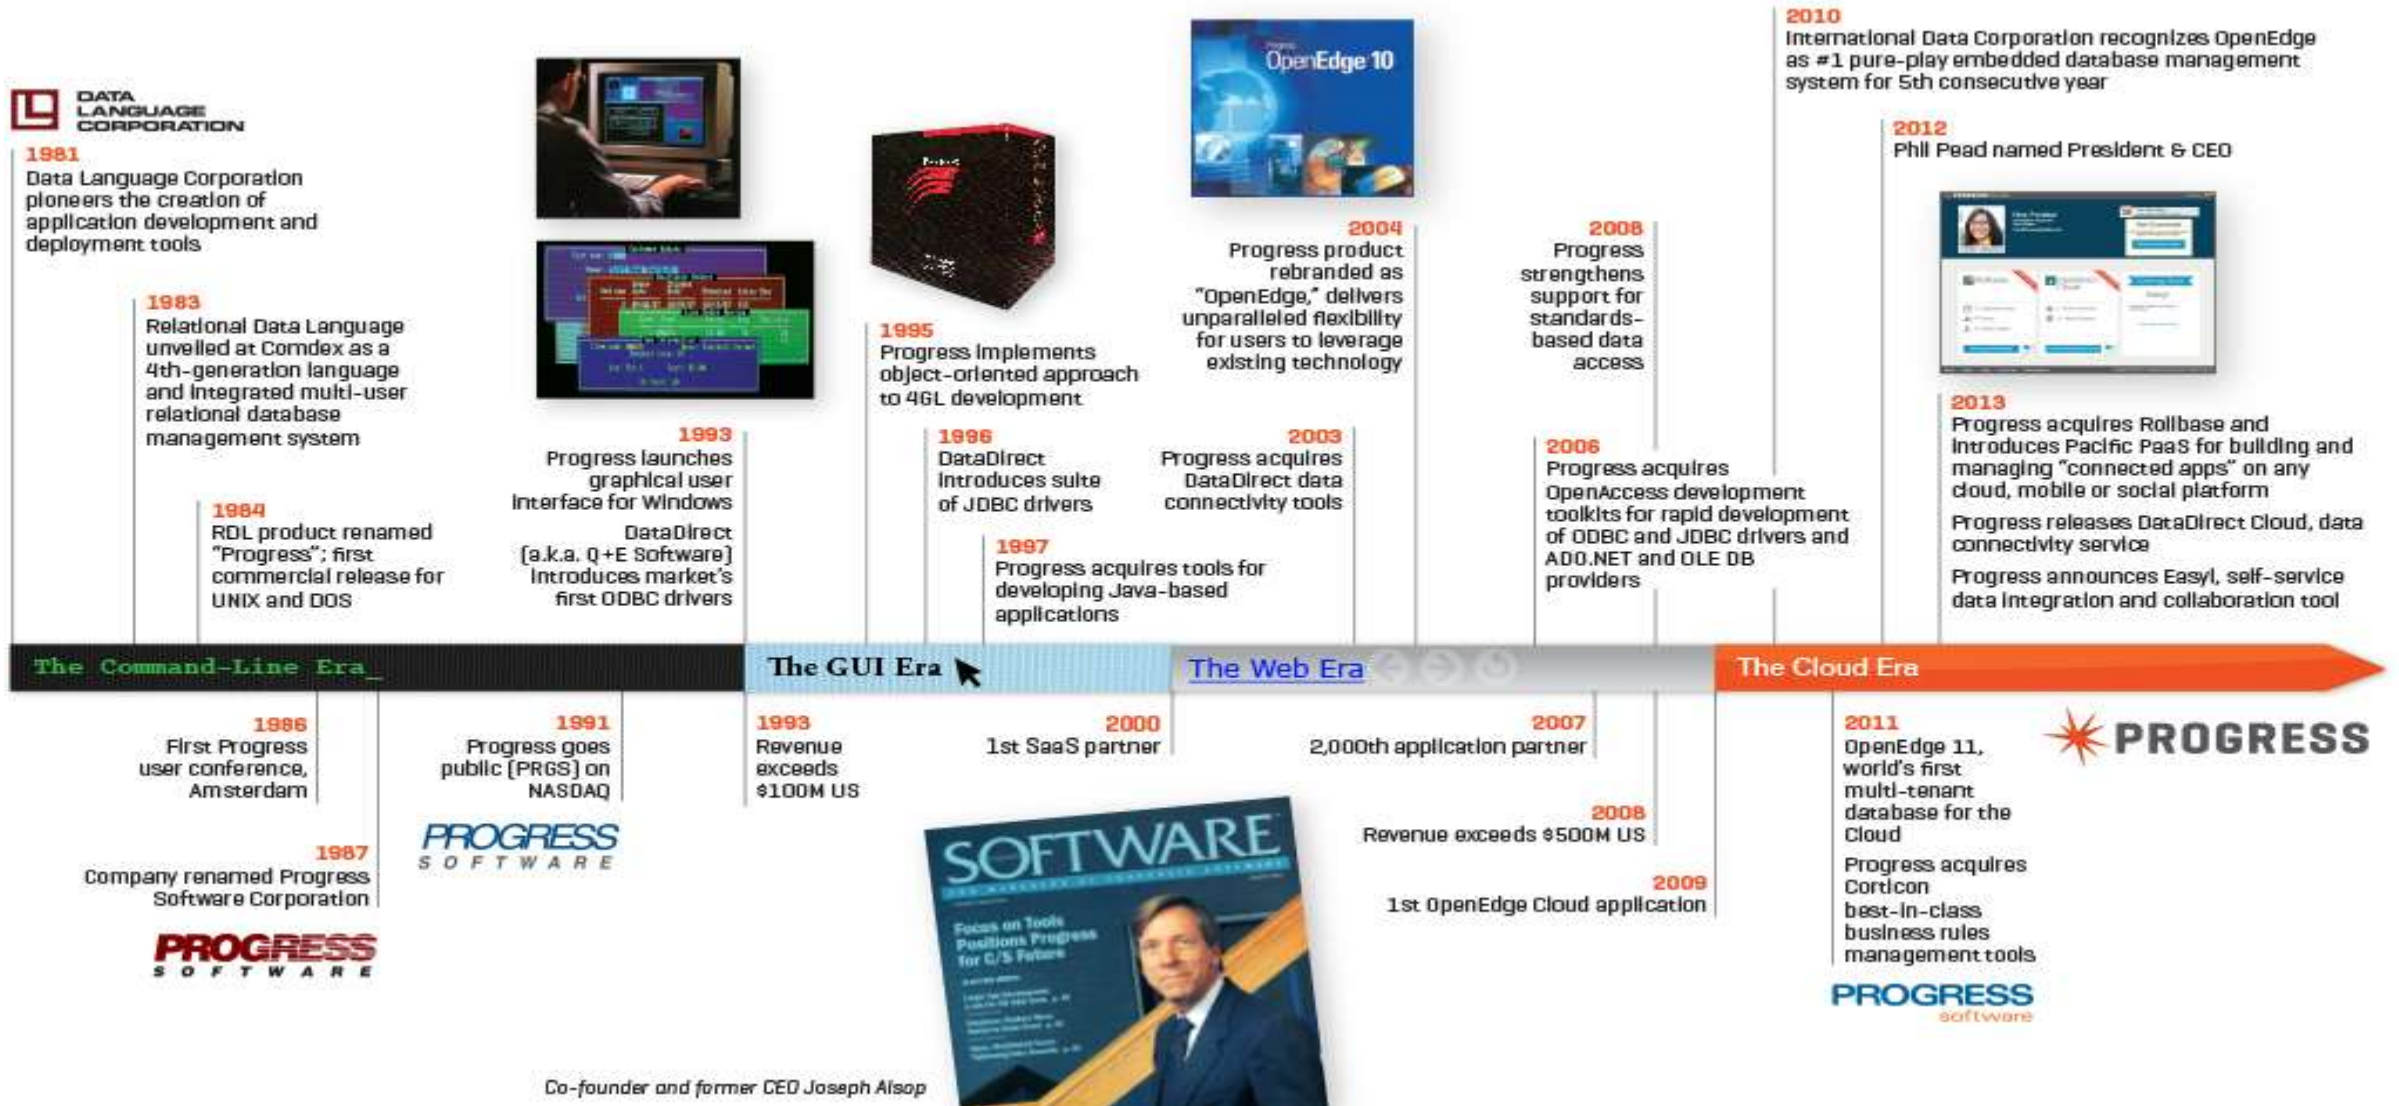 DATA
LANGUAGE
CORPORATION
1981
Data Language Corporation
pioneers the creation of
application development and
deployment tools
1983
Relational Data Language
unveiled at Comdex as a
4th-generation language
and integrated multi-user
relational database
management system
1984
RDL product renamed
"Progress"; first
commercial release for
UNIX and DOS
1993
Progress launches
graphical user
interface for Windows
DataDirect
(a.k.a. Q+E Software)
introduces market's
first ODBC drivers
1995
Progress implements
object-oriented approach
to 4GL development
1996
DataDirect
introduces suite
of JDBC drivers
1997
Progress acquires tools for
developing Java-based
applications
Progress
OpenEdge 10
2004
Progress product
rebranded as
"OpenEdge," delivers
unparalleled flexibility
for users to leverage
existing technology
2003
Progress acquires
DataDirect data
connectivity tools
2008
Progress
strengthens
support for
standards-
based data
access
2006
Progress acquires
OpenAccess development
toolkits for rapid development
of ODBC and JDBC drivers and
ADO.NET and OLE DB
providers
2010
International Data Corporation recognizes OpenEdge
as #1 pure-play embedded database management
system for 5th consecutive year
2012
Phil Pead named President & CEO
2013
Progress acquires Rollbase and
introduces Pacific PaaS for building and
managing "connected apps" on any
cloud, mobile or social platform
Progress releases DataDirect Cloud, data
connectivity service
Progress announces Easyl, self-service
data integration and collaboration tool
The Command-Line Era_
The GUI Era
The Web Era
The Cloud Era
1986
First Progress
user conference,
Amsterdam
1987
Company renamed Progress
Software Corporation
PROGRESS
SOFTWARE
1991
Progress goes
public (PRGS) on
NASDAQ
PROGRESS
SOFTWARE
1993
Revenue
exceeds
$100M US
2000
1st SaaS partner
2007
2,000th application partner
2008
Revenue exceeds $500M US
2009
1st OpenEdge Cloud application
2011
OpenEdge 11,
world's first
multi-tenant
database for the
Cloud
Progress acquires
Corticon
best-in-class
business rules
management tools
PROGRESS
software
PROGRESS
SOFTWARE
Focus on Tools
Positions Progress
for C/S Future
Co-founder and former CEO Joseph Alsop